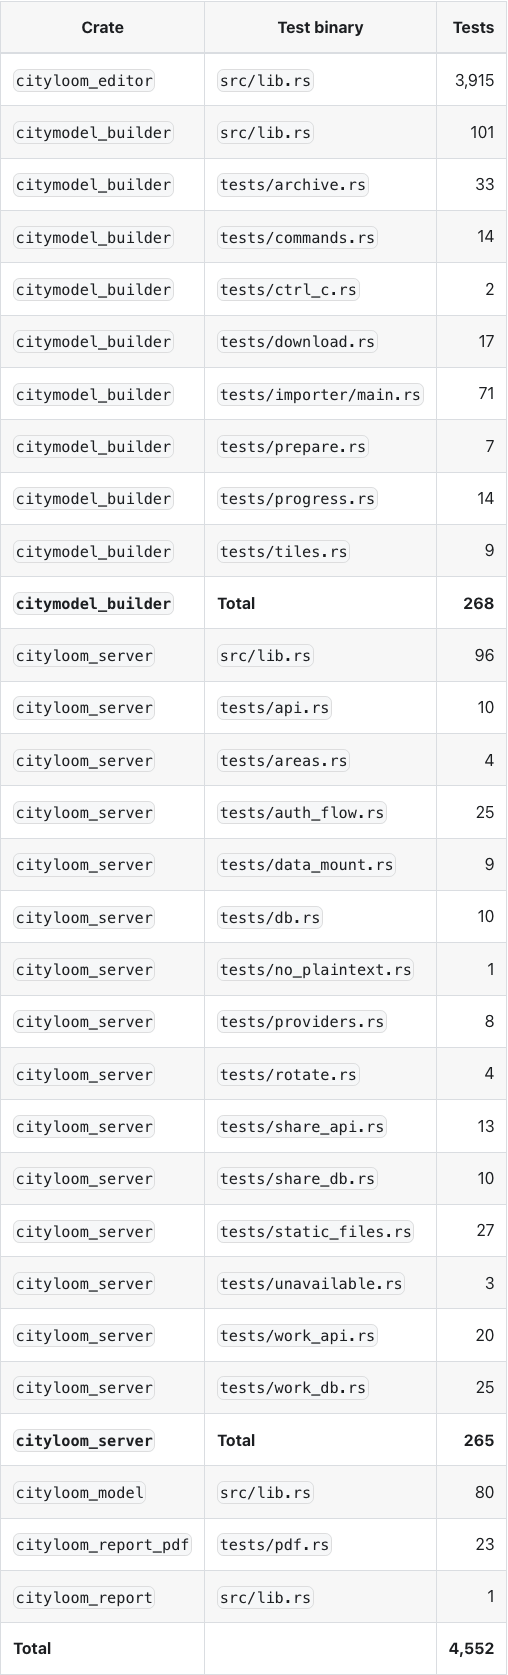 Crate Test binary Tests
cityloom_editor src/lib.rs 3,915
citymodel_builder src/lib.rs 101
citymodel_builder tests/archive.rs 33
citymodel_builder tests/commands.rs 14
citymodel_builder tests/ctrl_c.rs 2
citymodel_builder tests/download.rs 17
citymodel_builder tests/importer/main.rs 71
citymodel_builder tests/prepare.rs 7
citymodel_builder tests/progress.rs 14
citymodel_builder tests/tiles.rs 9
citymodel_builder Total 268
cityloom_server src/lib.rs 96
cityloom_server tests/api.rs 10
cityloom_server tests/areas.rs 4
cityloom_server tests/auth_flow.rs 25
cityloom_server tests/data_mount.rs 9
cityloom_server tests/db.rs 10
cityloom_server tests/no_plaintext.rs 1
cityloom_server tests/providers.rs 8
cityloom_server tests/rotate.rs 4
cityloom_server tests/share_api.rs 13
cityloom_server tests/share_db.rs 10
cityloom_server tests/static_files.rs 27
cityloom_server tests/unavailable.rs 3
cityloom_server tests/work_api.rs 20
cityloom_server tests/work_db.rs 25
cityloom_server Total 265
cityloom_model src/lib.rs 80
cityloom_report_pdf tests/pdf.rs 23
cityloom_report src/lib.rs 1
Total 4,552